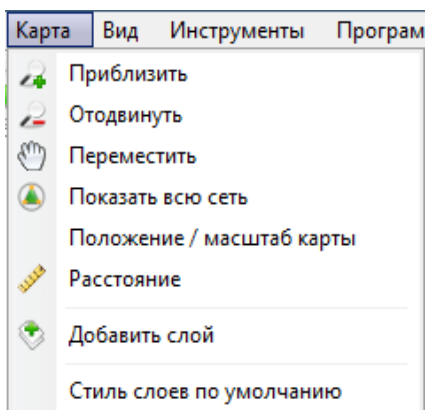 Карта Вид Инструменты Програм
Приблизить
Отодвинуть
Переместить
Показать всю сеть
Положение / масштаб карты
Расстояние
Добавить слой
Стиль слоев по умолчанию